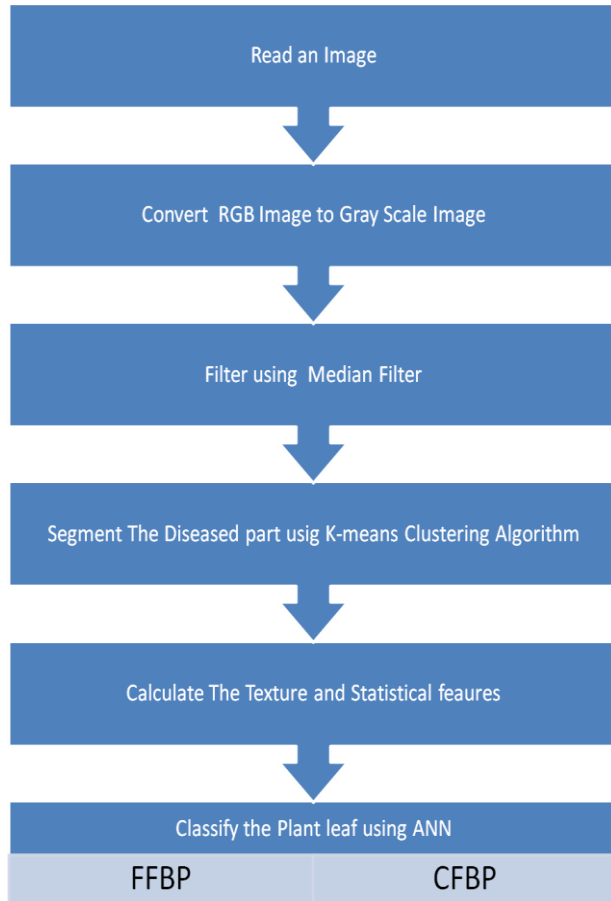 Read an Image
Convert RGB Image to Gray Scale Image
Filter using Median Filter
Segment The Diseased part usig K-means Clustering Algorithm
Calculate The Texture and Statistical feaures
Classify the Plant leaf using ANN
FFBP CFBP